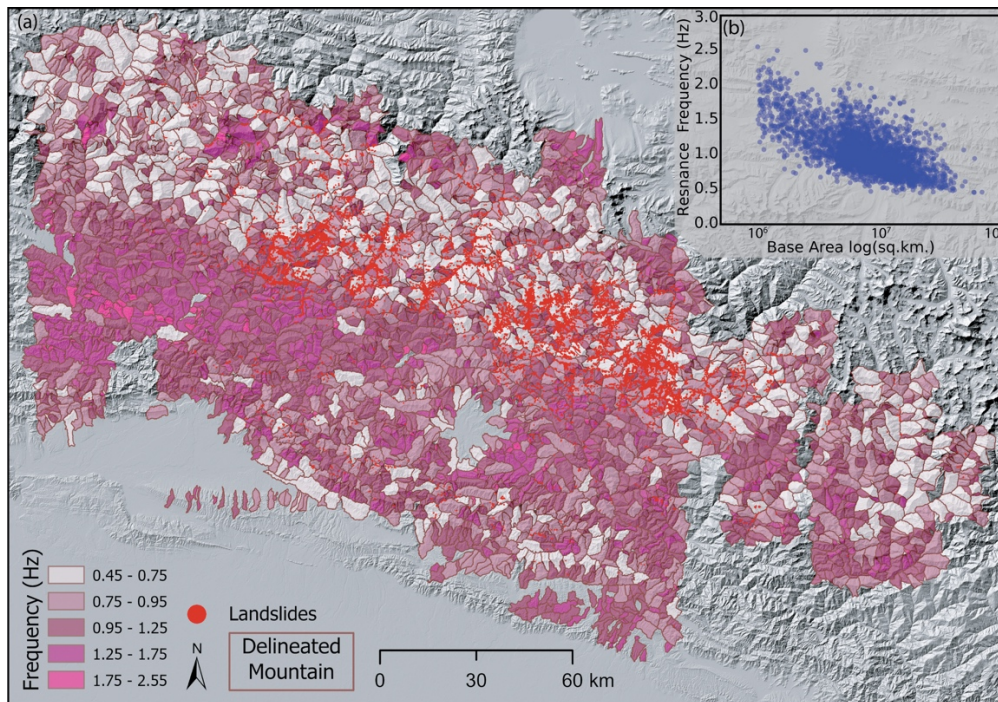 (a)
(b)
Resnance Frequency (Hz)
3.0
2.5
2.0
1.5
1.0
0.5
0.0
10⁶
10⁷
10
Base Area log(sq.km.)
Frequency (Hz)
0.45 - 0.75
0.75 - 0.95
0.95 - 1.25
1.25 - 1.75
1.75 - 2.55
Landslides
N
Delineated
Mountain
0 30 60 km